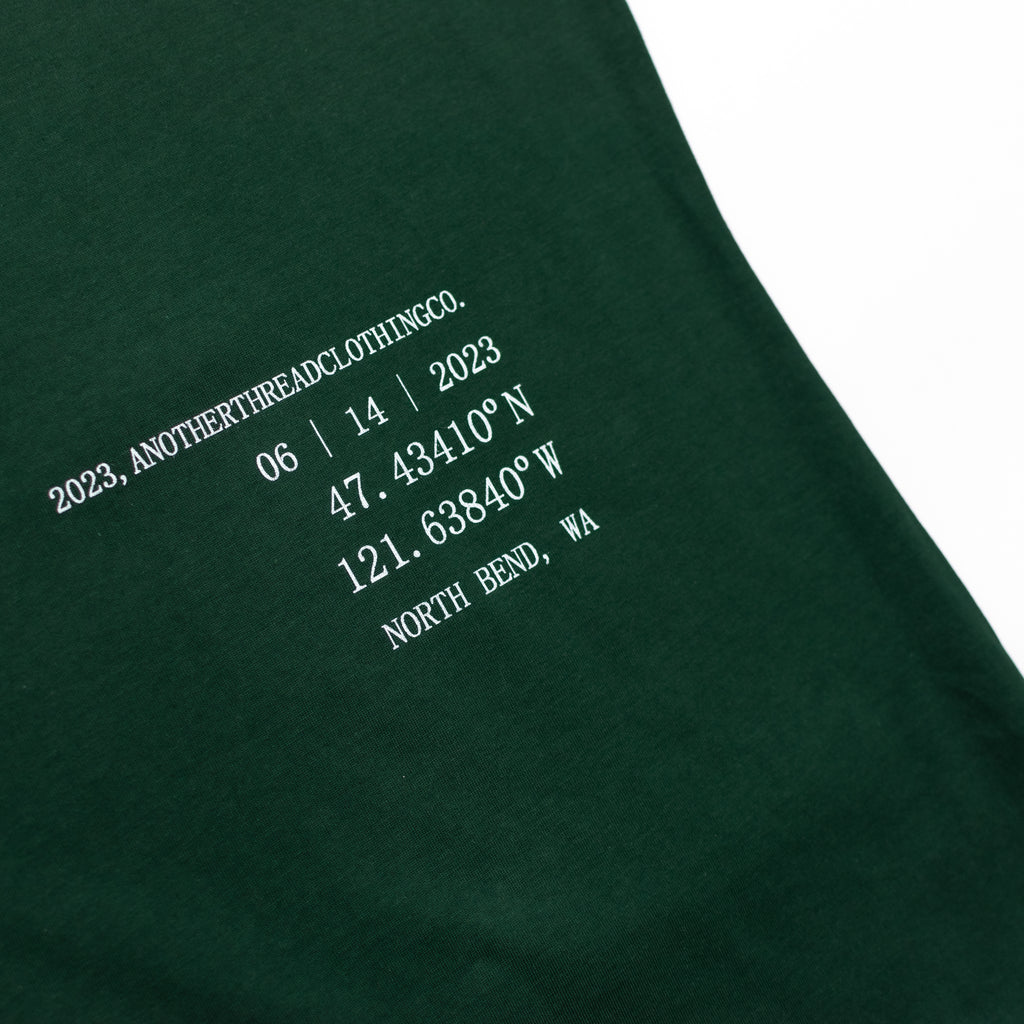 2023, ANOTHERTHREADCLOTHINGCO.
06 | 14 | 2023
47.43410° N
121.63840° W
NORTH BEND, WA